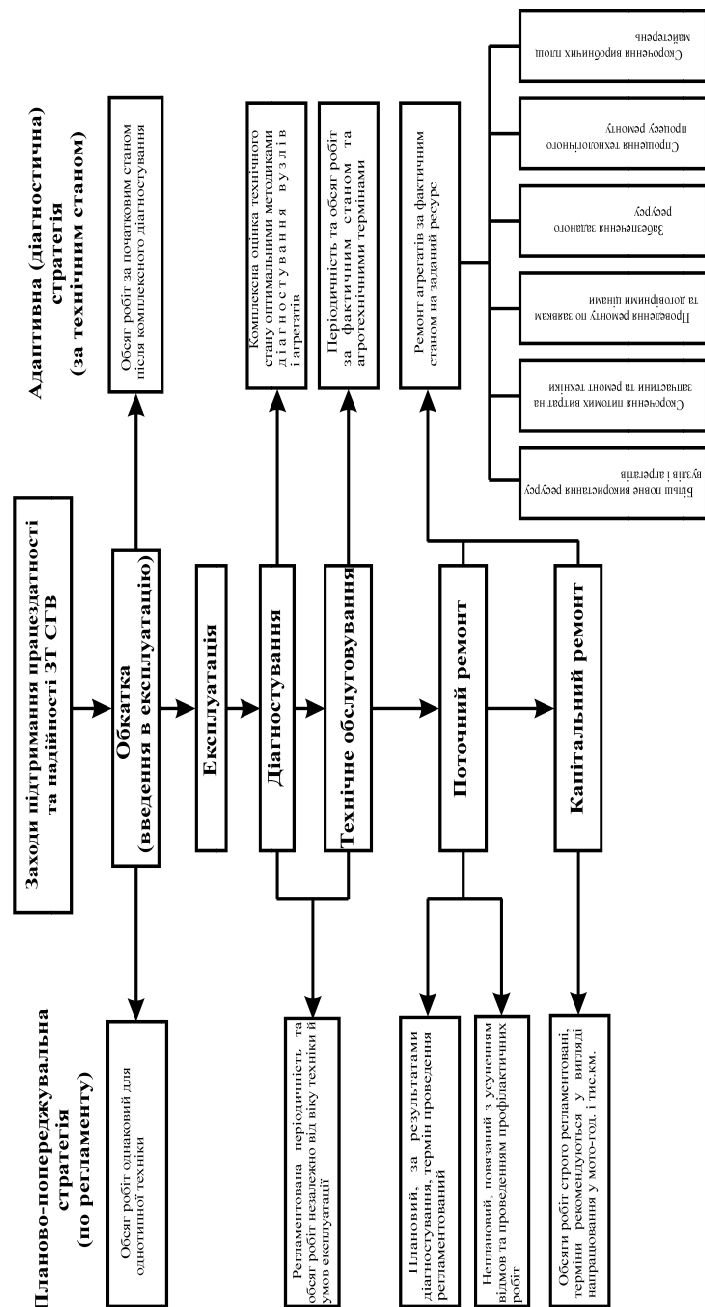 Планово-попереджувальна
стратегія
(по регламенту)
Заходи підтримання працездатності
та надійності ЗТ СГВ
Адаптивна (діагностична)
стратегія
(за технічним станом)
Обсяг робіт однаковий для
однотипної техніки
Обкатка
(введення в експлуатацію)
Обсяг робіт за початковим станом
після комплексного діагностування
Експлуатація
Регламентована періодичність та
обсяг робіт незалежно від віку техніки й
умов експлуатації
Діагностування
Комплексна оцінка технічного
стану оптимальними методиками
діагностування вузлів
і агрегатів
Технічне обслуговування
Періодичність та обсяг робіт
за фактичним станом та
агротехнічними термінами
Плановий, за результатами
діагностування, термін проведення
регламентований
Неплановий, повязаний з усуненням
відмов та проведенням профілактичних
робіт
Поточний ремонт
Ремонт агрегатів за фактичним
станом на заданий ресурс
Обсяги робіт строго регламентовані,
терміни рекомендуються у вигляді
напрацювання у мото-год. і тис.км.
Капітальний ремонт
Більш повне використання ресурсу
вузлів і агрегатів
Скорочення питомих витрат на
запчастини та ремонт техніки
Проведення ремонту по заявкам
та договірними цінами
Забезпечення заданого
ресурсу
Спрощення технологічного
процесу ремонту
Скорочення виробничих площ
майстерень